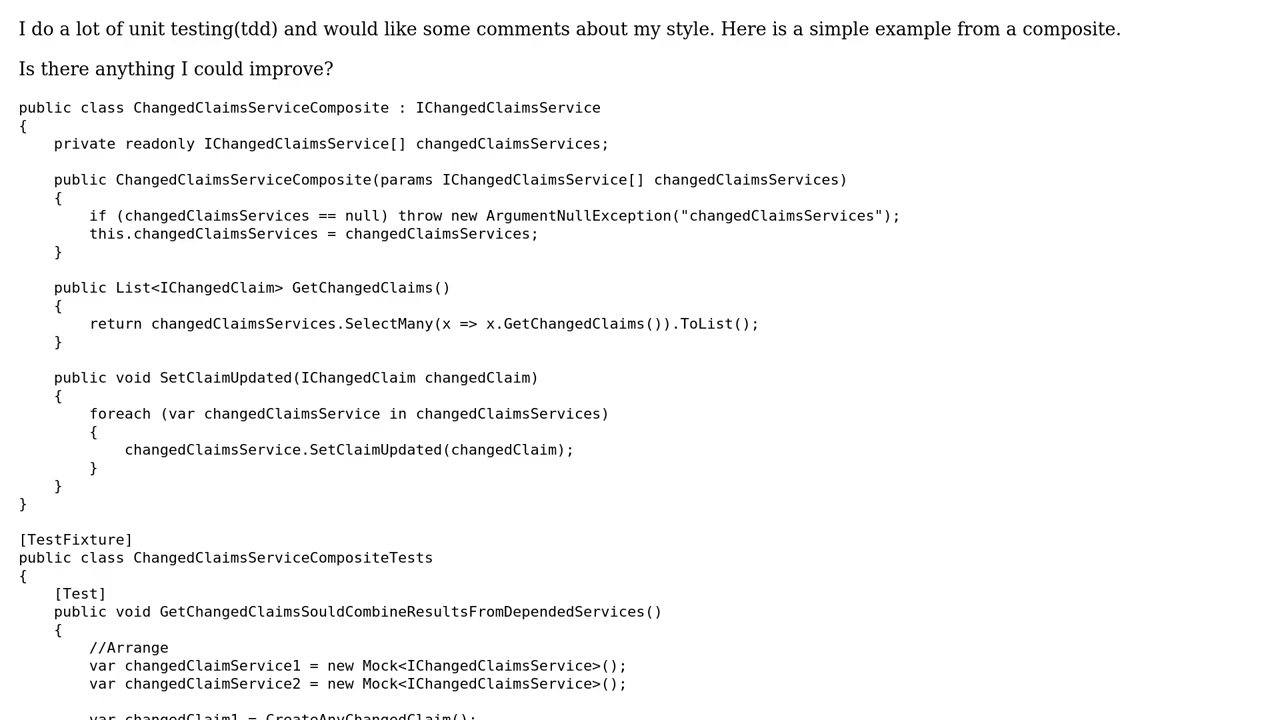 I do a lot of unit testing(tdd) and would like some comments about my style. Here is a simple example from a composite.
Is there anything I could improve?
public class ChangedClaimsServiceComposite : IChangedClaimsService
{
    private readonly IChangedClaimsService[] changedClaimsServices;

    public ChangedClaimsServiceComposite(params IChangedClaimsService[] changedClaimsServices)
    {
        if (changedClaimsServices == null) throw new ArgumentNullException("changedClaimsServices");
        this.changedClaimsServices = changedClaimsServices;
    }

    public List<IChangedClaim> GetChangedClaims()
    {
        return changedClaimsServices.SelectMany(x => x.GetChangedClaims()).ToList();
    }

    public void SetClaimUpdated(IChangedClaim changedClaim)
    {
        foreach (var changedClaimsService in changedClaimsServices)
        {
            changedClaimsService.SetClaimUpdated(changedClaim);
        }
    }
}

[TestFixture]
public class ChangedClaimsServiceCompositeTests
{
    [Test]
    public void GetChangedClaimsSouldCombineResultsFromDependedServices()
    {
        //Arrange
        var changedClaimService1 = new Mock<IChangedClaimsService>();
        var changedClaimService2 = new Mock<IChangedClaimsService>();

        var changedClaim1 = CreateAnyChangedClaim();